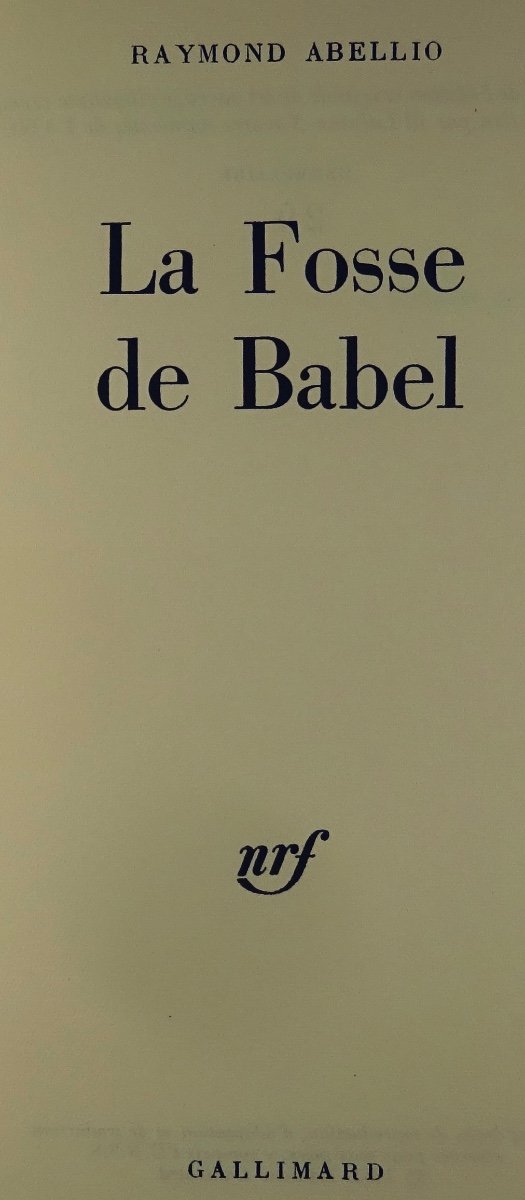 RAYMOND ABELLIO
La Fosse
de Babel
nrf
GALLIMARD